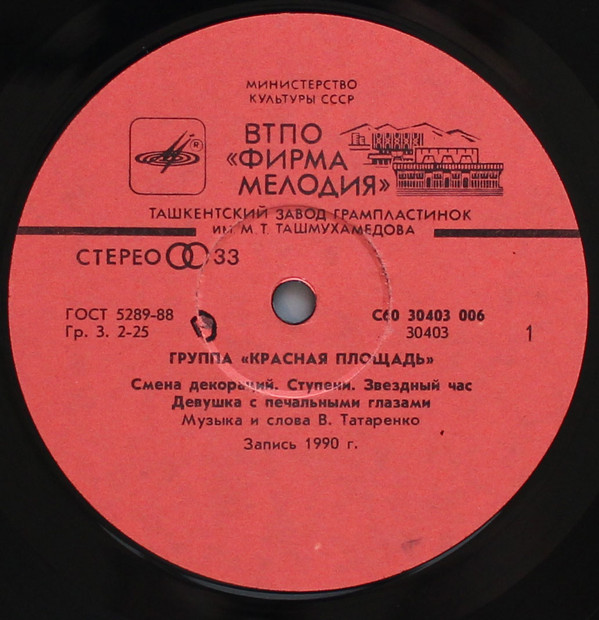 МИНИСТЕРСТВО
КУЛЬТУРЫ СССР
ВТПО
«ФИРМА
МЕЛОДИЯ»
®
ТАШКЕНТСКИЙ ЗАВОД ГРАМПЛАСТИНОК
ИМ М. Т. ТАШМУХАМЕДОВА
СТЕРЕО 33
ГОСТ 5289-88
Гр. 3. 2-25
С60 30403 006
30403
1
ГРУППА «КРАСНАЯ ПЛОЩАДЬ»
Смена декораций. Ступени. Звездный час
Девушка с печальными глазами
Музыка и слова В. Татаренко
Запись 1990 г.